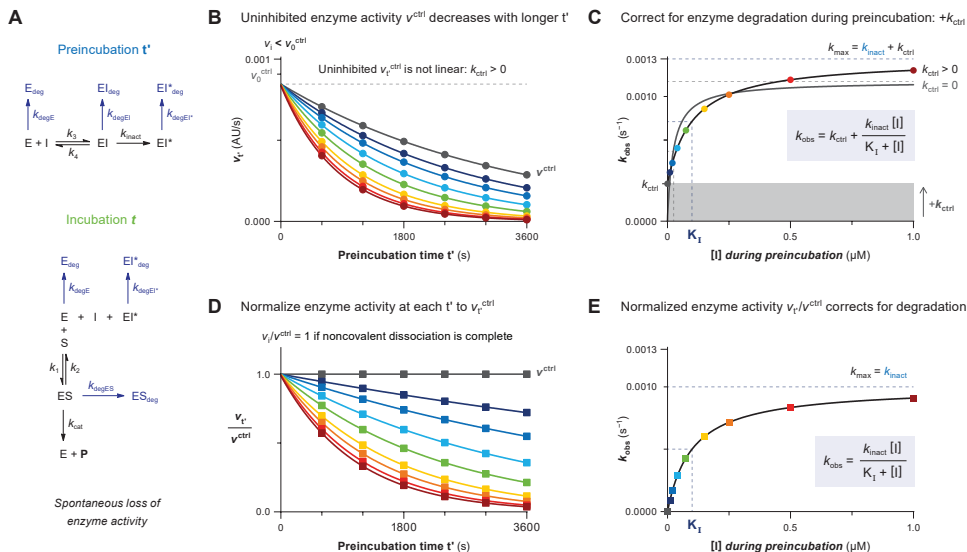 A
Preincubation t'
E_deg EI_deg EI*_deg
k_degE k_degEI k_degEI*
E + I k_3 k_4 EI k_inact EI*
Incubation t
E_deg EI*_deg
k_degE k_degEI*
E + I + EI*
+
S
k_1 k_2
k_degES
ES ES_deg
k_cat
E + P
Spontaneous loss of
enzyme activity
B Uninhibited enzyme activity v^ctrl decreases with longer t'
v_i < v_0^ctrl
0.001
v_0^ctrl
Uninhibited v_t'^ctrl is not linear: k_ctrl > 0
v_t' (AU/s)
v^ctrl
0.000
0 1800 3600
Preincubation time t' (s)
C Correct for enzyme degradation during preincubation: +k_ctrl
k_max = k_inact + k_ctrl
0.0013
k_ctrl > 0
k_ctrl = 0
0.0010
k_obs (s⁻¹)
k_obs = k_ctrl + k_inact [I] / K_I + [I]
k_ctrl
+k_ctrl
0.0000
0.0 K_I 0.5 1.0
[I] during preincubation (µM)
D Normalize enzyme activity at each t' to v_t'^ctrl
v_i/v^ctrl = 1 if noncovalent dissociation is complete
v^ctrl
1.0
v_t'
v^ctrl
0.0
0 1800 3600
Preincubation time t' (s)
E Normalized enzyme activity v_t'/v^ctrl corrects for degradation
0.0013
k_max = k_inact
0.0010
k_obs (s⁻¹)
k_obs = k_inact [I] / K_I + [I]
0.0000
0.0 K_I 0.5 1.0
[I] during preincubation (µM)